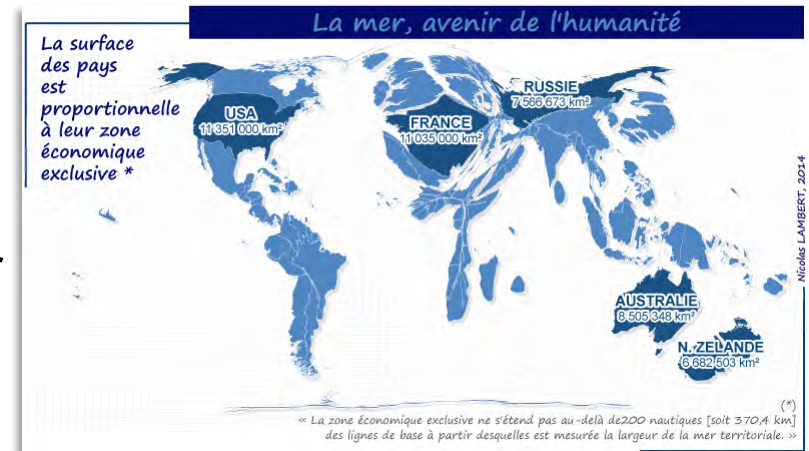 La mer, avenir de l'humanité
La surface
des pays
est
proportionnelle
à leur zone
économique
exclusive *
USA
11 351 000 km²
FRANCE
11 035 000 km²
RUSSIE
7 566 673 km²
AUSTRALIE
8 505 348 km²
N. ZELANDE
6 682 503 km²
Nicolas LAMBERT, 2014
(*)
« La zone économique exclusive ne s'étend pas au-delà de200 nautiques [soit 370,4 km]
des lignes de base à partir desquelles est mesurée la largeur de la mer territoriale. »